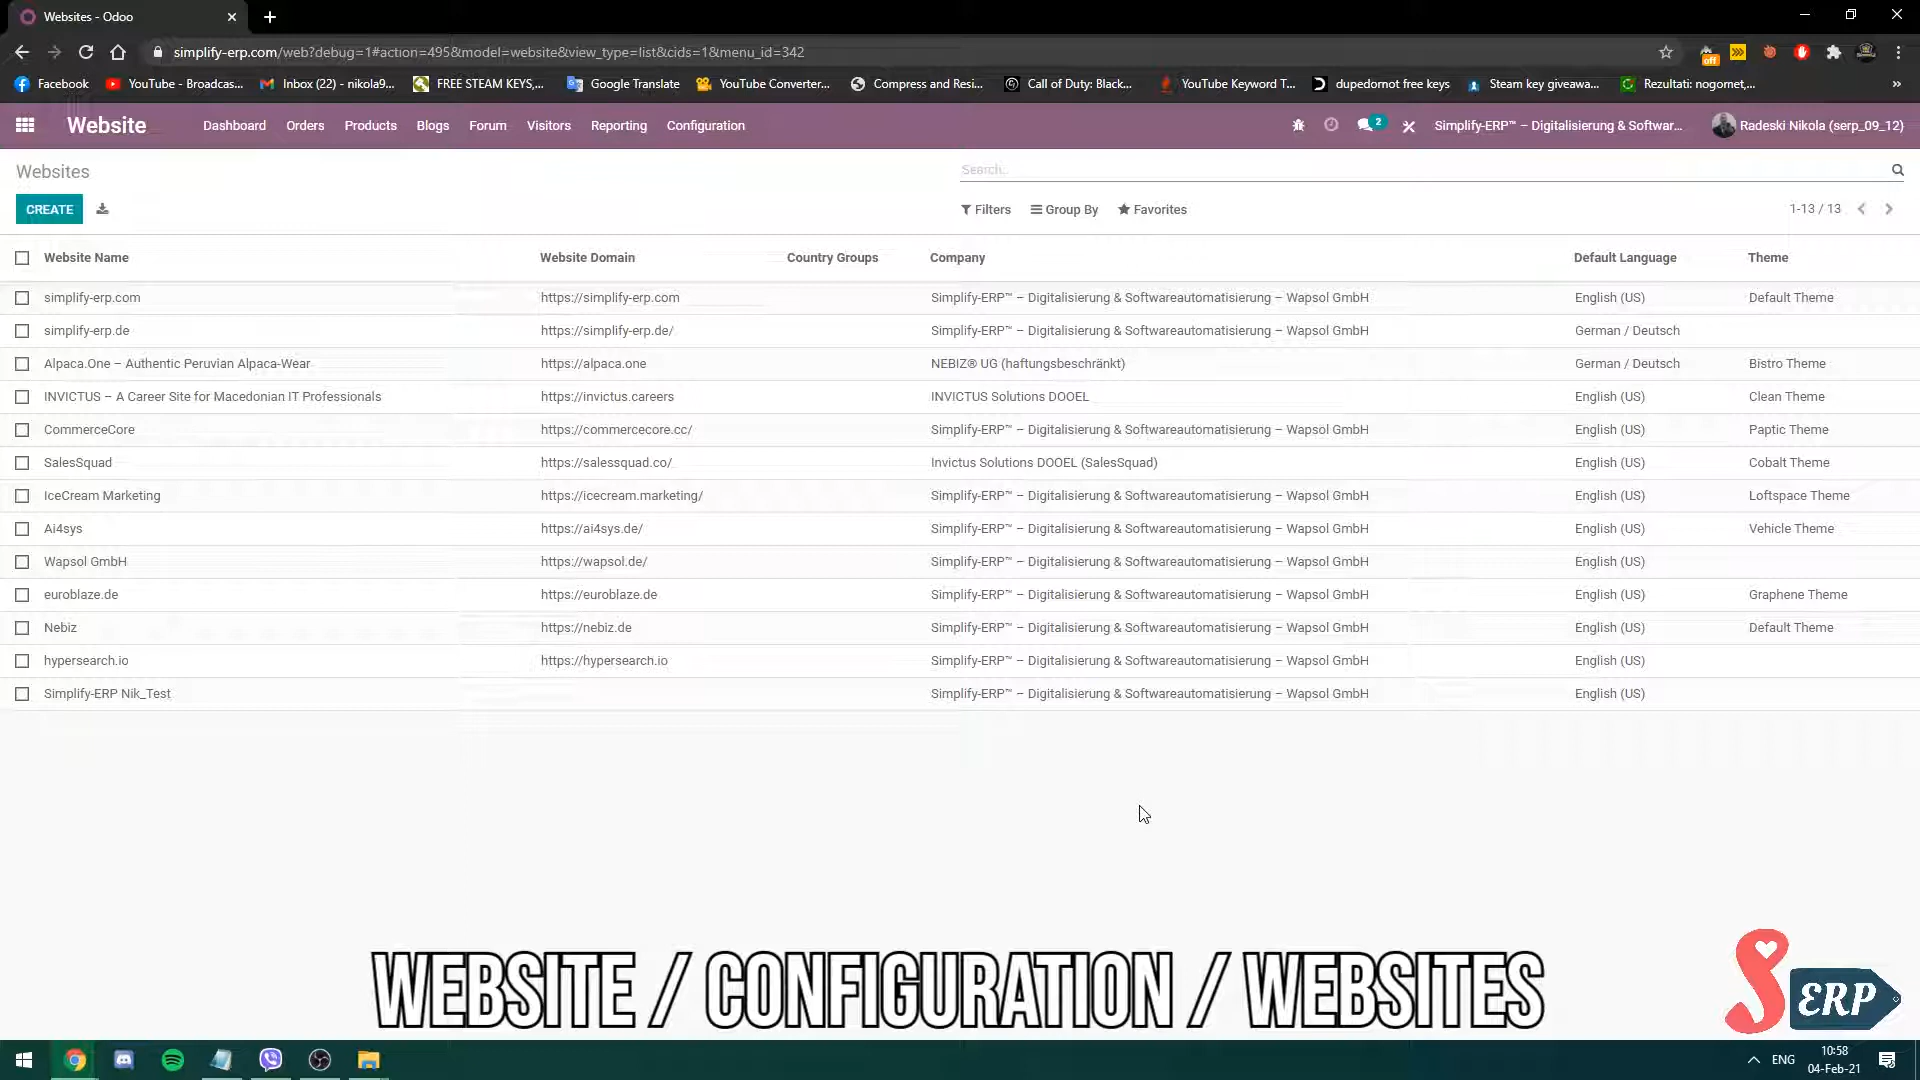 Websites - Odoo
simplify-erp.com/web?debug=1#action=495&model=website&view_type=list&cids=1&menu_id=342
off
Facebook YouTube - Broadcas... Inbox (22) - nikola9... FREE STEAM KEYS,... Google Translate YouTube Converter... Compress and Resi... Call of Duty: Black... YouTube Keyword T... dupedornot free keys Steam key giveawa... Rezultati: nogomet,... »
Website Dashboard Orders Products Blogs Forum Visitors Reporting Configuration 2 Simplify-ERP™ – Digitalisierung & Softwar... Radeski Nikola (serp_09_12)
Websites Search...
CREATE Filters Group By Favorites 1-13 / 13
Website Name Website Domain Country Groups Company Default Language Theme
simplify-erp.com https://simplify-erp.com Simplify-ERP™ – Digitalisierung & Softwareautomatisierung – Wapsol GmbH English (US) Default Theme
simplify-erp.de https://simplify-erp.de/ Simplify-ERP™ – Digitalisierung & Softwareautomatisierung – Wapsol GmbH German / Deutsch
Alpaca.One – Authentic Peruvian Alpaca-Wear https://alpaca.one NEBIZ® UG (haftungsbeschränkt) German / Deutsch Bistro Theme
INVICTUS – A Career Site for Macedonian IT Professionals https://invictus.careers INVICTUS Solutions DOOEL English (US) Clean Theme
CommerceCore https://commercecore.cc/ Simplify-ERP™ – Digitalisierung & Softwareautomatisierung – Wapsol GmbH English (US) Paptic Theme
SalesSquad https://salessquad.co/ Invictus Solutions DOOEL (SalesSquad) English (US) Cobalt Theme
IceCream Marketing https://icecream.marketing/ Simplify-ERP™ – Digitalisierung & Softwareautomatisierung – Wapsol GmbH English (US) Loftspace Theme
Ai4sys https://ai4sys.de/ Simplify-ERP™ – Digitalisierung & Softwareautomatisierung – Wapsol GmbH English (US) Vehicle Theme
Wapsol GmbH https://wapsol.de/ Simplify-ERP™ – Digitalisierung & Softwareautomatisierung – Wapsol GmbH English (US)
euroblaze.de https://euroblaze.de Simplify-ERP™ – Digitalisierung & Softwareautomatisierung – Wapsol GmbH English (US) Graphene Theme
Nebiz https://nebiz.de Simplify-ERP™ – Digitalisierung & Softwareautomatisierung – Wapsol GmbH English (US) Default Theme
hypersearch.io https://hypersearch.io Simplify-ERP™ – Digitalisierung & Softwareautomatisierung – Wapsol GmbH English (US)
Simplify-ERP Nik_Test Simplify-ERP™ – Digitalisierung & Softwareautomatisierung – Wapsol GmbH English (US)
WEBSITE / CONFIGURATION / WEBSITES
S ERP
ENG 10:58
04-Feb-21